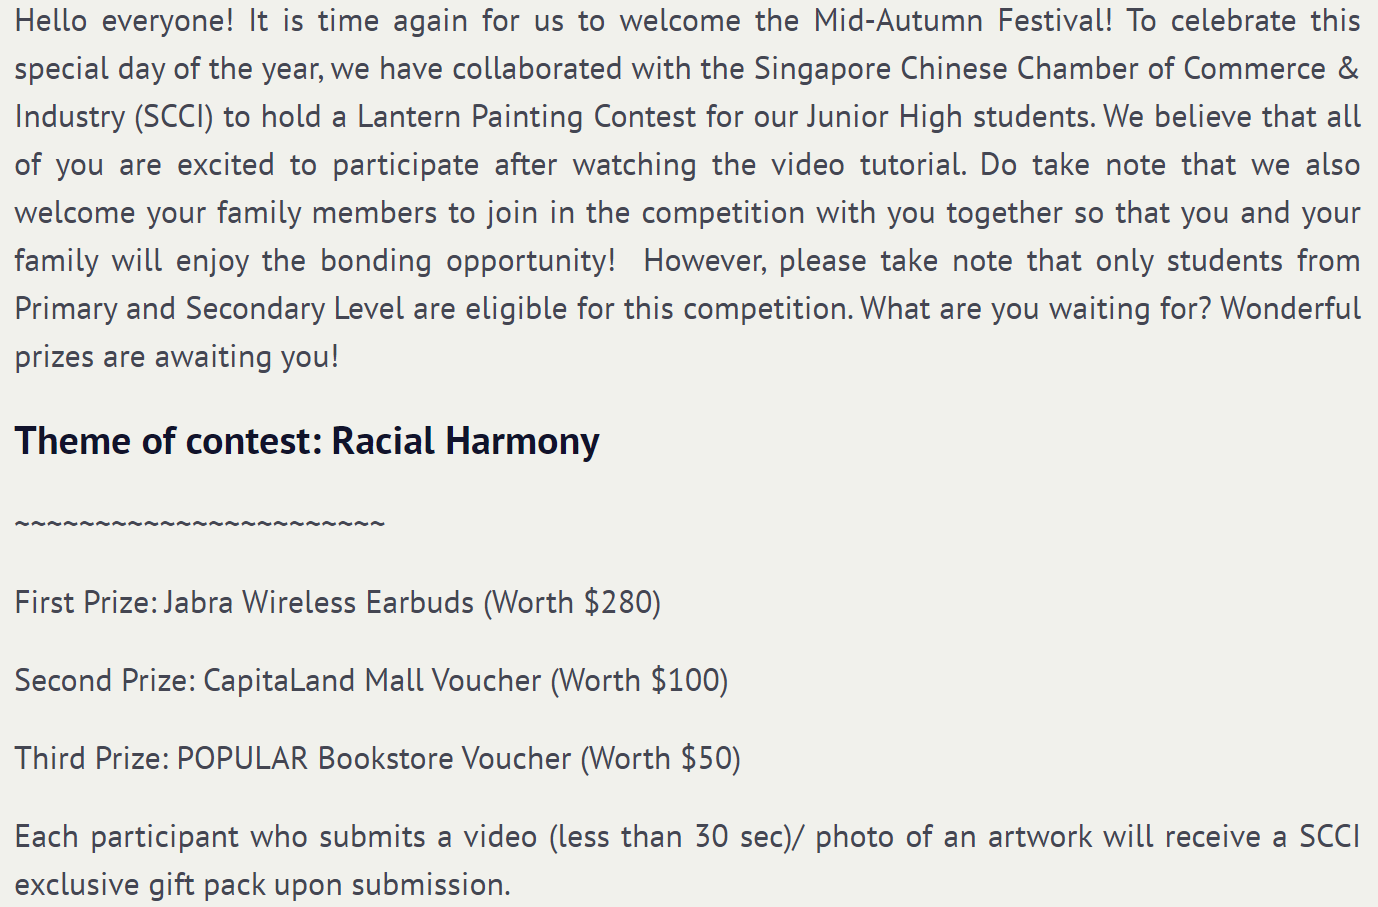 Hello everyone! It is time again for us to welcome the Mid-Autumn Festival! To celebrate this
special day of the year, we have collaborated with the Singapore Chinese Chamber of Commerce &
Industry (SCCI) to hold a Lantern Painting Contest for our Junior High students. We believe that all
of you are excited to participate after watching the video tutorial. Do take note that we also
welcome your family members to join in the competition with you together so that you and your
family will enjoy the bonding opportunity!  However, please take note that only students from
Primary and Secondary Level are eligible for this competition. What are you waiting for? Wonderful
prizes are awaiting you!
Theme of contest: Racial Harmony
~~~~~~~~~~~~~~~~~~~~~~~
First Prize: Jabra Wireless Earbuds (Worth $280)
Second Prize: CapitaLand Mall Voucher (Worth $100)
Third Prize: POPULAR Bookstore Voucher (Worth $50)
Each participant who submits a video (less than 30 sec)/ photo of an artwork will receive a SCCI
exclusive gift pack upon submission.